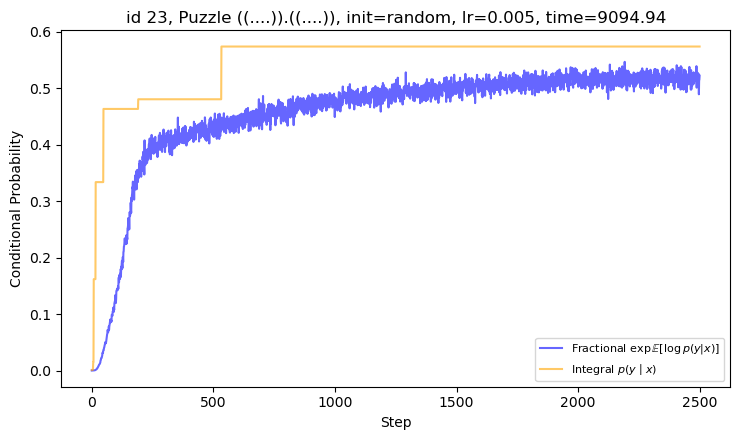 id 23, Puzzle ((....)).((....)), init=random, lr=0.005, time=9094.94
Conditional Probability
0.6
0.5
0.4
0.3
0.2
0.1
0.0
Fractional exp𝔼[log p(y|x)]
Integral p(y | x)
0 500 1000 1500 2000 2500
Step